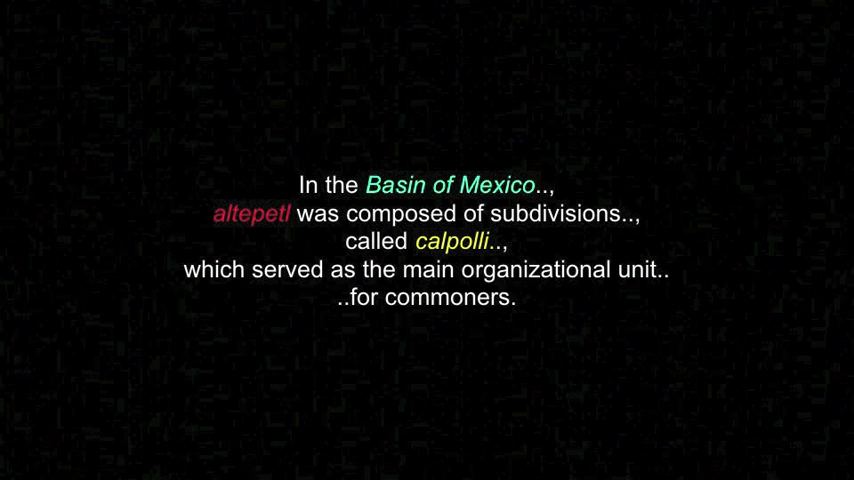 In the Basin of Mexico..,
altepetl was composed of subdivisions..,
called calpolli..,
which served as the main organizational unit..
..for commoners.